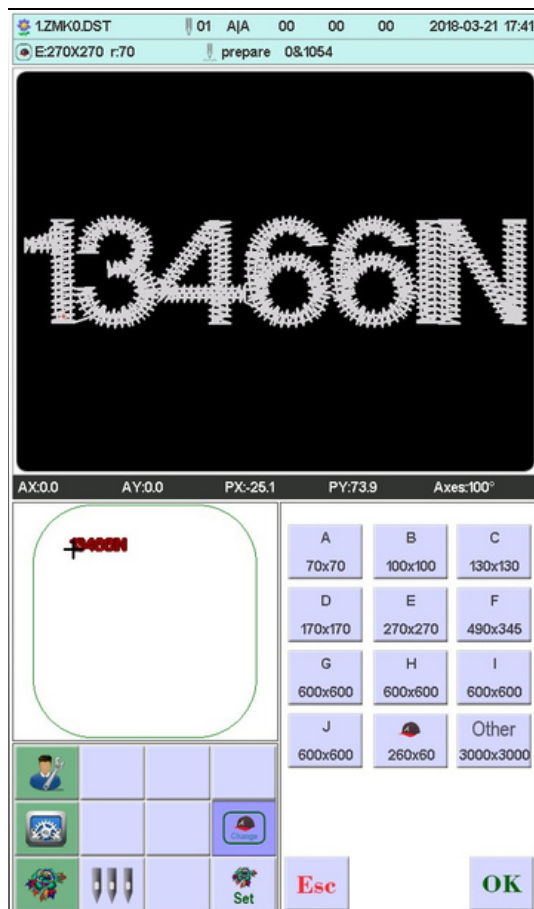 1.ZMK0.DST 01 A|A 00 00 00 2018-03-21 17:41
E:270X270 r:70 prepare 0&1054
13466IN
AX:0.0 AY:0.0 PX:-25.1 PY:73.9 Axes:100°
13466IN
A B C
70x70 100x100 130x130
D E F
170x170 270x270 490x345
G H I
600x600 600x600 600x600
J Other
600x600 260x60 3000x3000
Change
Set
Esc OK